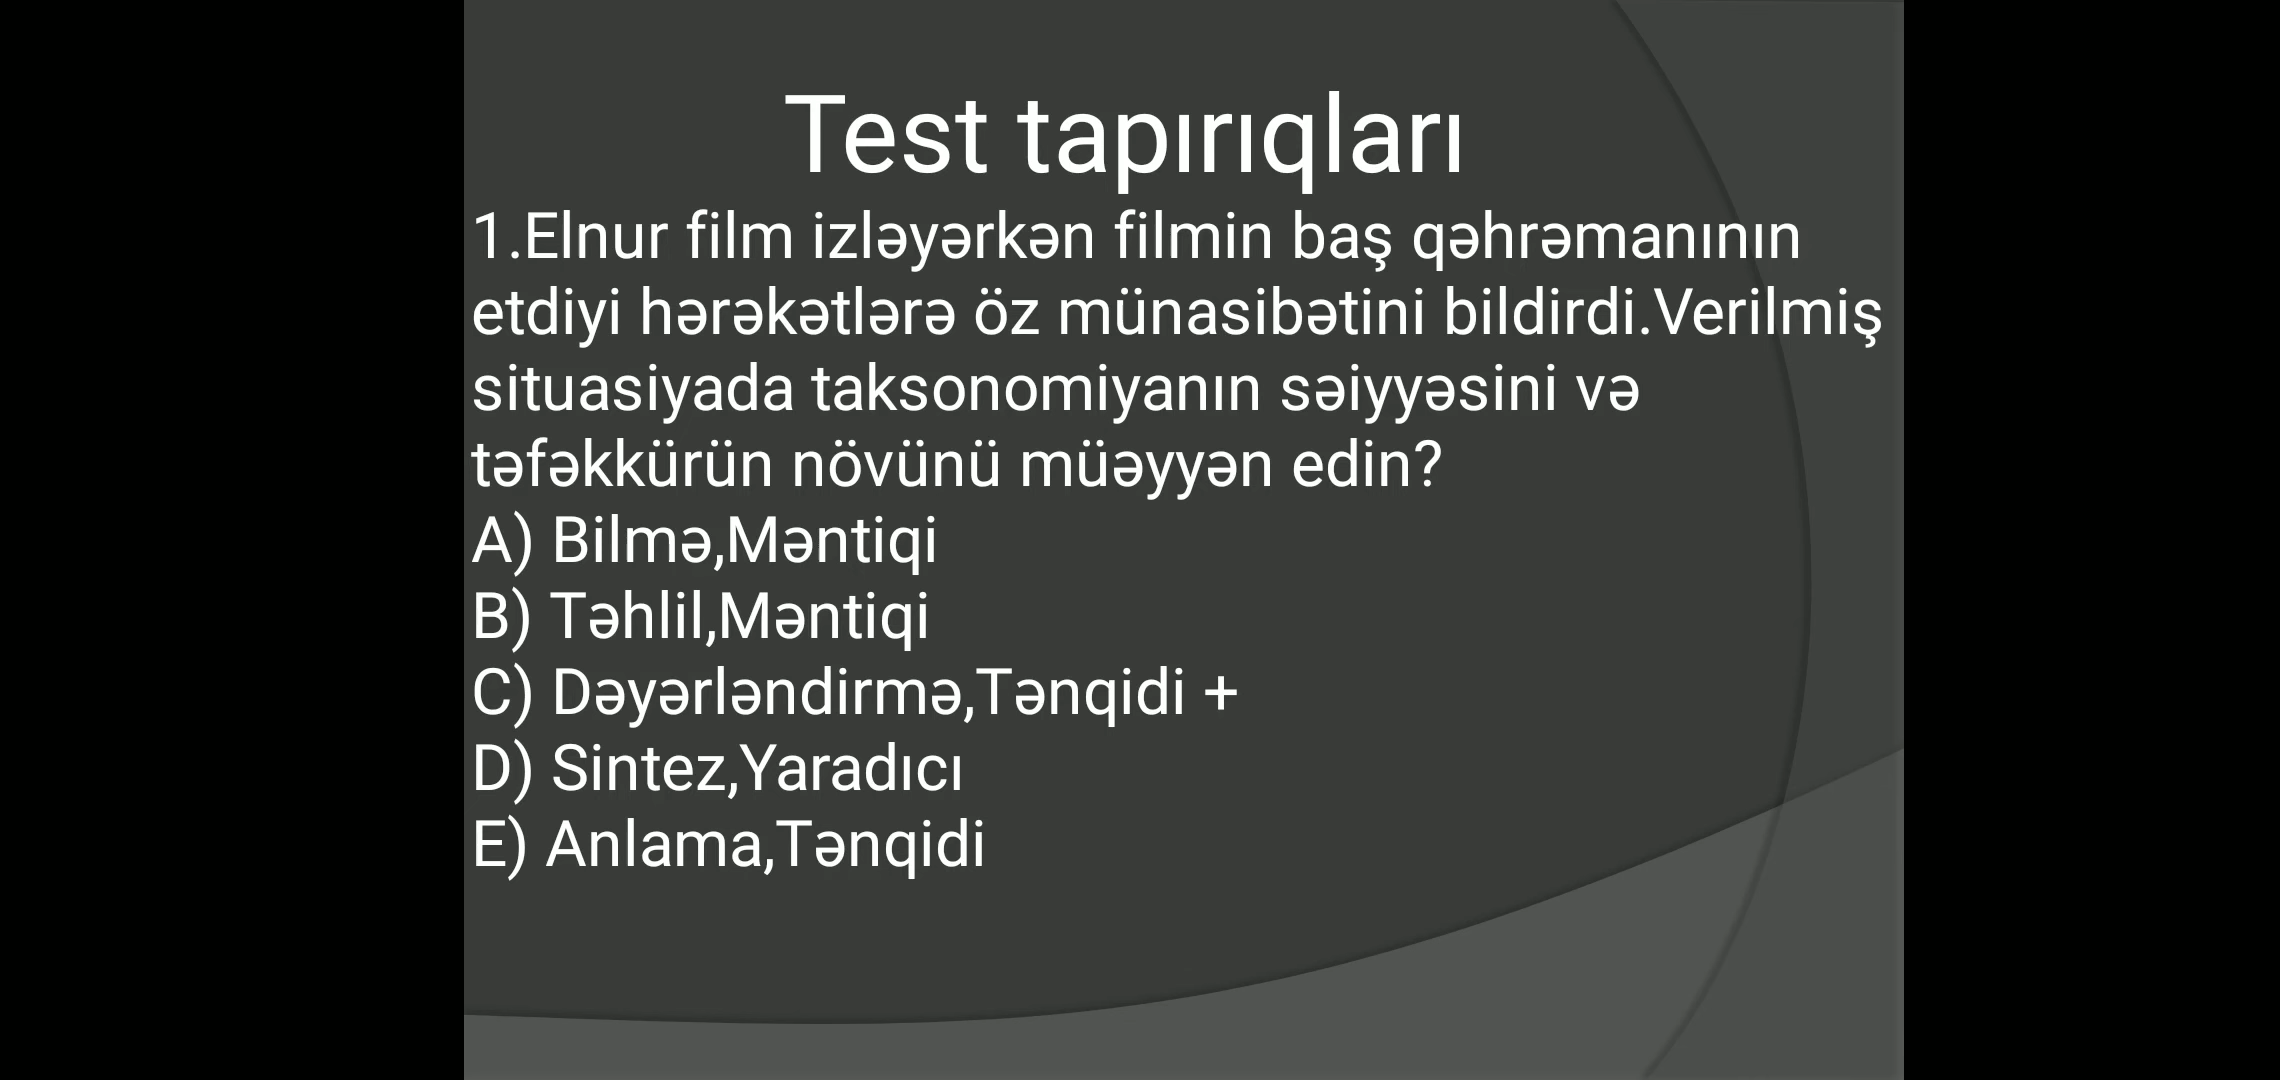 Test tapırıqları
1.Elnur film izləyərkən filmin baş qəhrəmanının
etdiyi hərəkətlərə öz münasibətini bildirdi.Verilmiş
situasiyada taksonomiyanın səiyyəsini və
təfəkkürün növünü müəyyən edin?
A) Bilmə,Məntiqi
B) Təhlil,Məntiqi
C) Dəyərləndirmə,Tənqidi +
D) Sintez,Yaradıcı
E) Anlama,Tənqidi